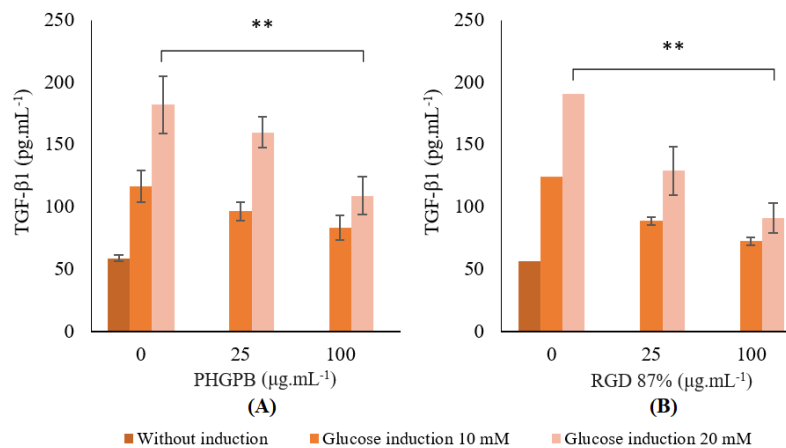 250
200
150
100
50
0
TGF-β1 (pg.mL⁻¹)
**
0 25 100
PHGPB (μg.mL⁻¹)
(A)
250
200
150
100
50
0
TGF-β1 (pg.mL⁻¹)
**
0 25 100
RGD 87% (μg.mL⁻¹)
(B)
Without induction Glucose induction 10 mM Glucose induction 20 mM